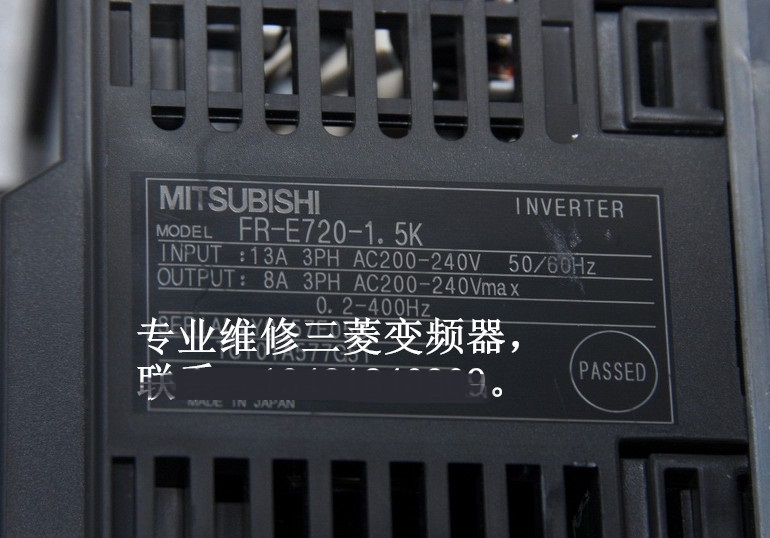 MITSUBISHI INVERTER
MODEL FR-E720-1.5K
INPUT :13A 3PH AC200-240V 50/60Hz
OUTPUT: 8A 3PH AC200-240Vmax
0.2-400Hz
专业维修三菱变频器，
PASSED
MADE IN JAPAN